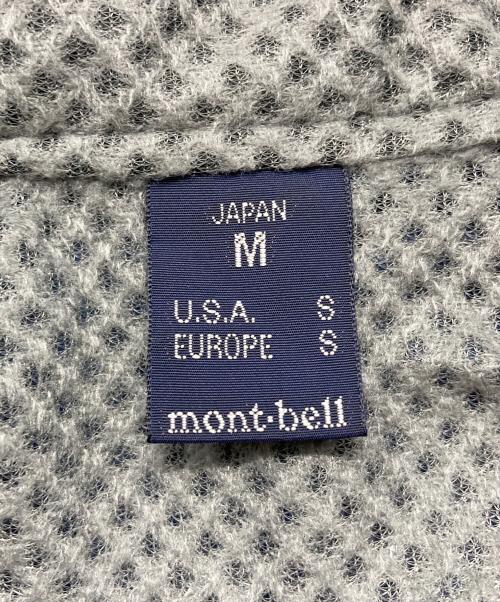 JAPAN
M
U.S.A. S
EUROPE S
mont-bell